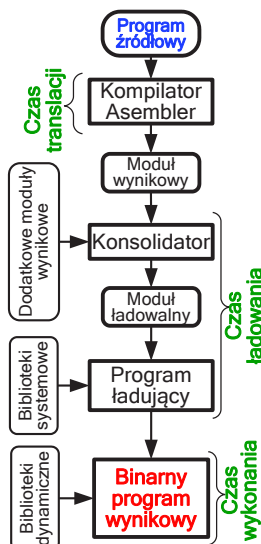 Program
źródłowy
Kompilator
Asembler
Czas
translacji
Moduł
wynikowy
Dodatkowe moduły
wynikowe
Konsolidator
Moduł
ładowalny
Czas
ładowania
Biblioteki
systemowe
Program
ładujący
Biblioteki
dynamiczne
Binarny
program
wynikowy
Czas
wykonania